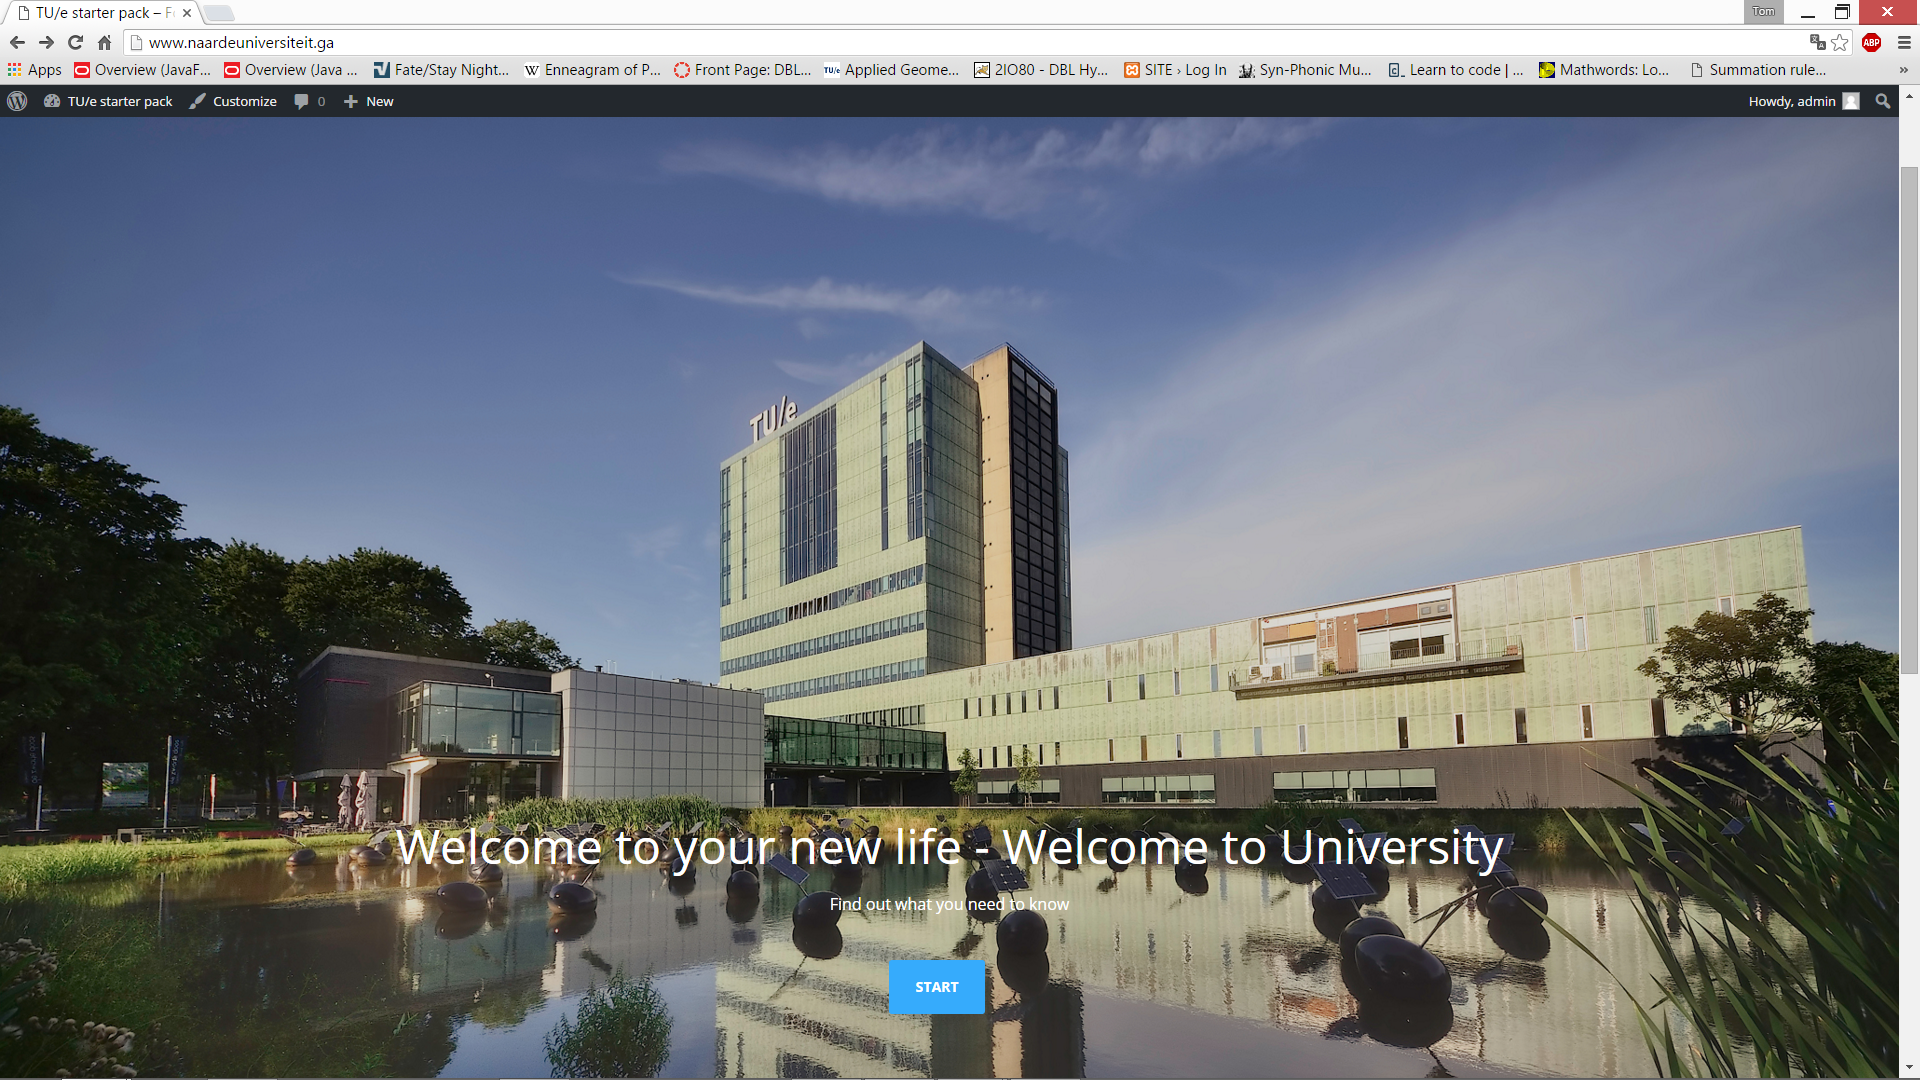 TU/e starter pack – F
Tom
www.naardeuniversiteit.ga
ABP
Apps
Overview (JavaF...
Overview (Java ...
Fate/Stay Night...
W Enneagram of P...
Front Page: DBL...
TU/e Applied Geome...
2IO80 - DBL Hy...
SITE › Log In
Syn-Phonic Mu...
Learn to code | ...
Mathwords: Lo...
Summation rule...
»
TU/e starter pack
Customize
0
New
Howdy, admin
TU/e
Welcome to your new life - Welcome to University
Find out what you need to know
START